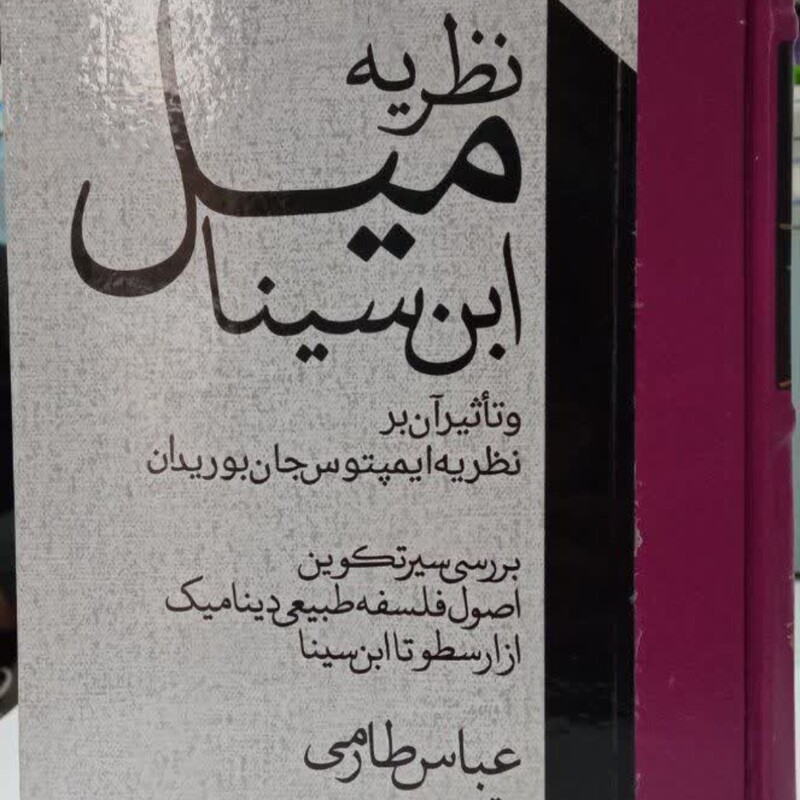 نظریه
میل
ابن سینا
و تأثیر آن بر
نظریه ایمپتوس جان بوریدان
بررسی سیر تکوین
اصول فلسفه طبیعی دینامیک
از ارسطو تا ابن سینا
عباس طارمی